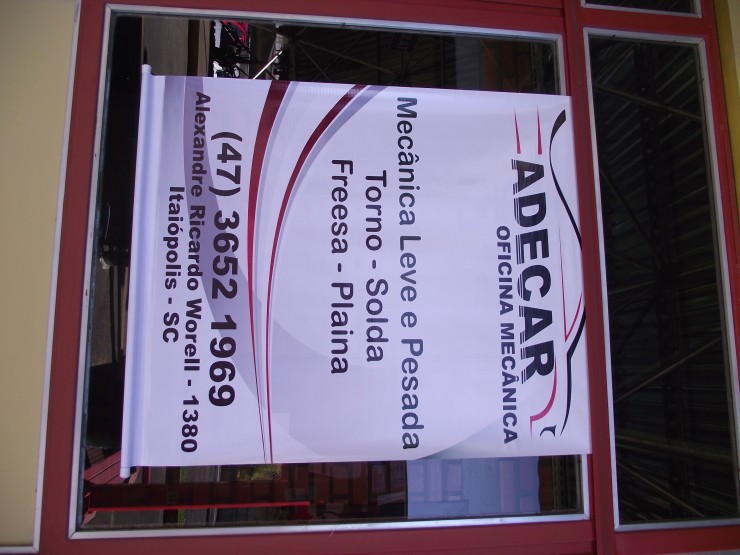 ADECAR
OFICINA MECÂNICA
Mecânica Leve e Pesada
Torno - Solda
Freesa - Plaina
(47) 3652 1969
Alexandre Ricardo Worell - 1380
Itaiópolis - SC